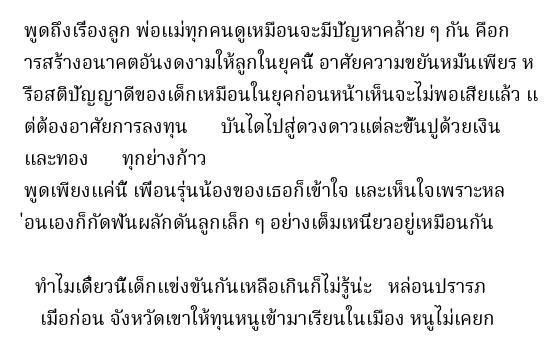 พูดถึงเรื่องลูก พ่อแม่ทุกคนดูเหมือนจะมีปัญหาคล้าย ๆ กัน คือก
ารสร้างอนาคตอันงดงามให้ลูกในยุคนี้ อาศัยความขยันหมั่นเพียร ห
รือสติปัญญาดีของเด็กเหมือนในยุคก่อนหน้าเห็นจะไม่พอเสียแล้ว แ
ต่ต้องอาศัยการลงทุน บันไดไปสู่ดวงดาวแต่ละขั้นปูด้วยเงิน
และทอง ทุกย่างก้าว
พูดเพียงแค่นี้ เพื่อนรุ่นน้องของเธอก็เข้าใจ และเห็นใจเพราะหล
่อนเองก็กัดฟันผลักดันลูกเล็ก ๆ อย่างเต็มเหนี่ยวอยู่เหมือนกัน
ทำไมเดี๋ยวนี้เด็กแข่งขันกันเหลือเกินก็ไม่รู้น่ะ หล่อนปรารภ
เมื่อก่อน จังหวัดเขาให้ทุนหนูเข้ามาเรียนในเมือง หนูไม่เคยก